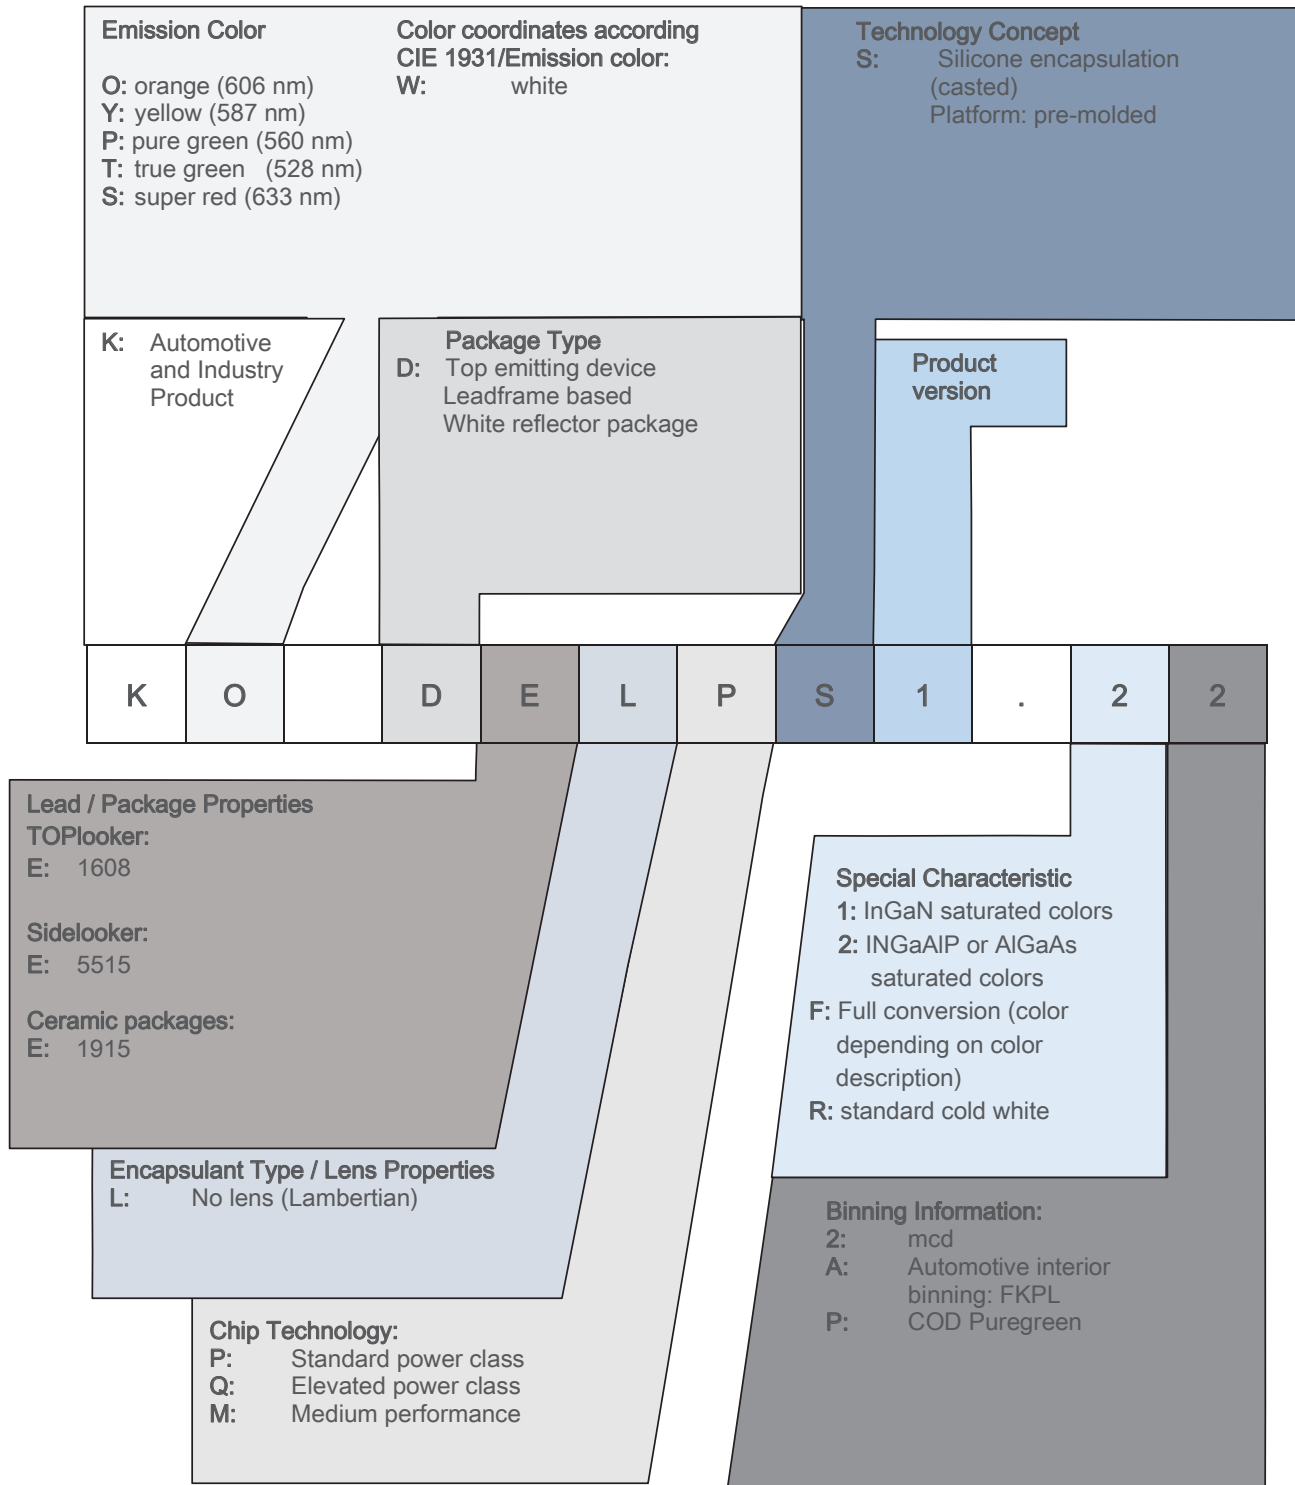 Emission Color
O: orange (606 nm)
Y: yellow (587 nm)
P: pure green (560 nm)
T: true green (528 nm)
S: super red (633 nm)
Color coordinates according
CIE 1931/Emission color:
W: white
Technology Concept
S: Silicone encapsulation
(casted)
Platform: pre-molded
K: Automotive
and Industry
Product
Package Type
D: Top emitting device
Leadframe based
White reflector package
Product
version
K O D E L P S 1 . 2 2
Lead / Package Properties
TOPlooker:
E: 1608
Sidelooker:
E: 5515
Ceramic packages:
E: 1915
Encapsulant Type / Lens Properties
L: No lens (Lambertian)
Chip Technology:
P: Standard power class
Q: Elevated power class
M: Medium performance
Special Characteristic
1: InGaN saturated colors
2: INGaAlP or AlGaAs
saturated colors
F: Full conversion (color
depending on color
description)
R: standard cold white
Binning Information:
2: mcd
A: Automotive interior
binning: FKPL
P: COD Puregreen